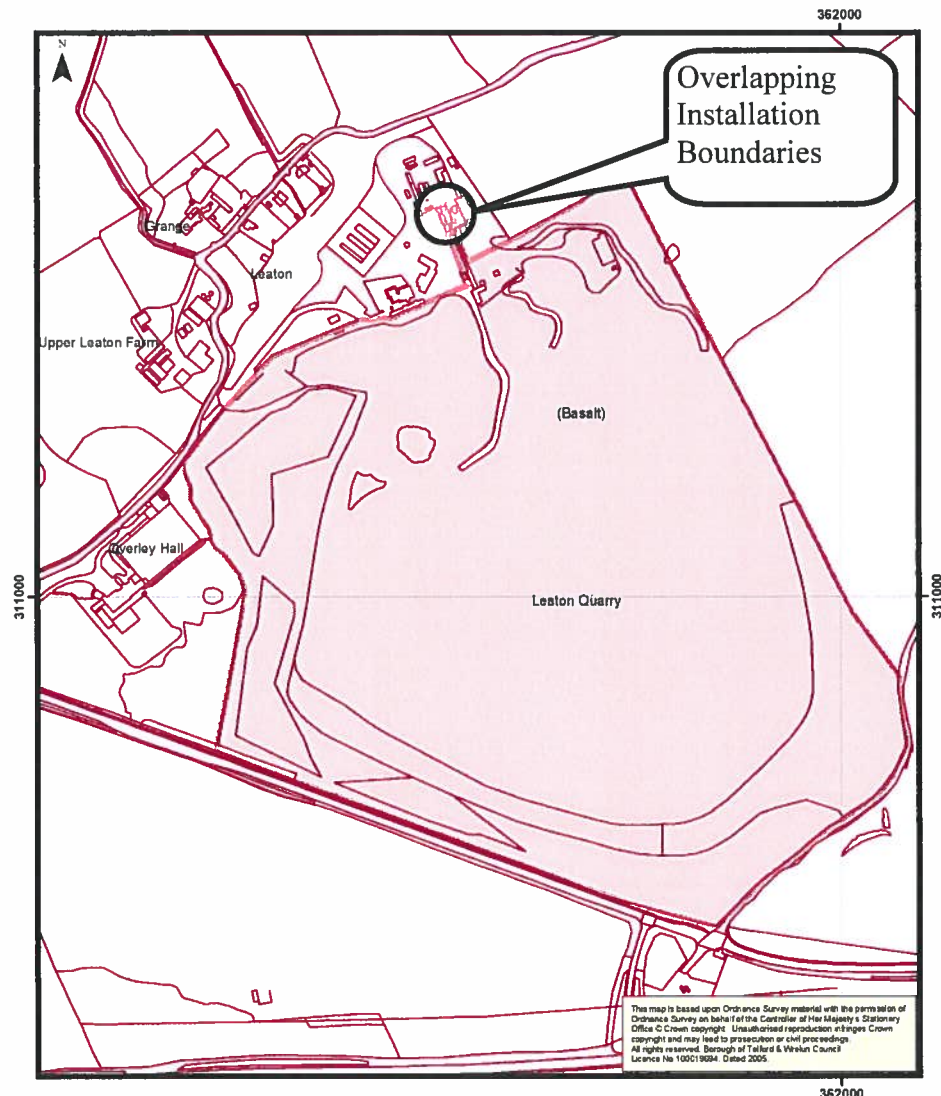 362000
N
Overlapping
Installation
Boundaries
Grange
Leaton
Upper Leaton Farm
(Basalt)
Overley Hall
311000
Leaton Quarry
311000
This map is based upon Ordnance Survey material with the permission of
Ordnance Survey on behalf of the Controller of Her Majesty's Stationery
Office © Crown copyright. Unauthorised reproduction infringes Crown
copyright and may lead to prosecution or civil proceedings.
All rights reserved. Borough of Telford & Wrekin Council
Licence No 100019694. Dated 2005.
362000